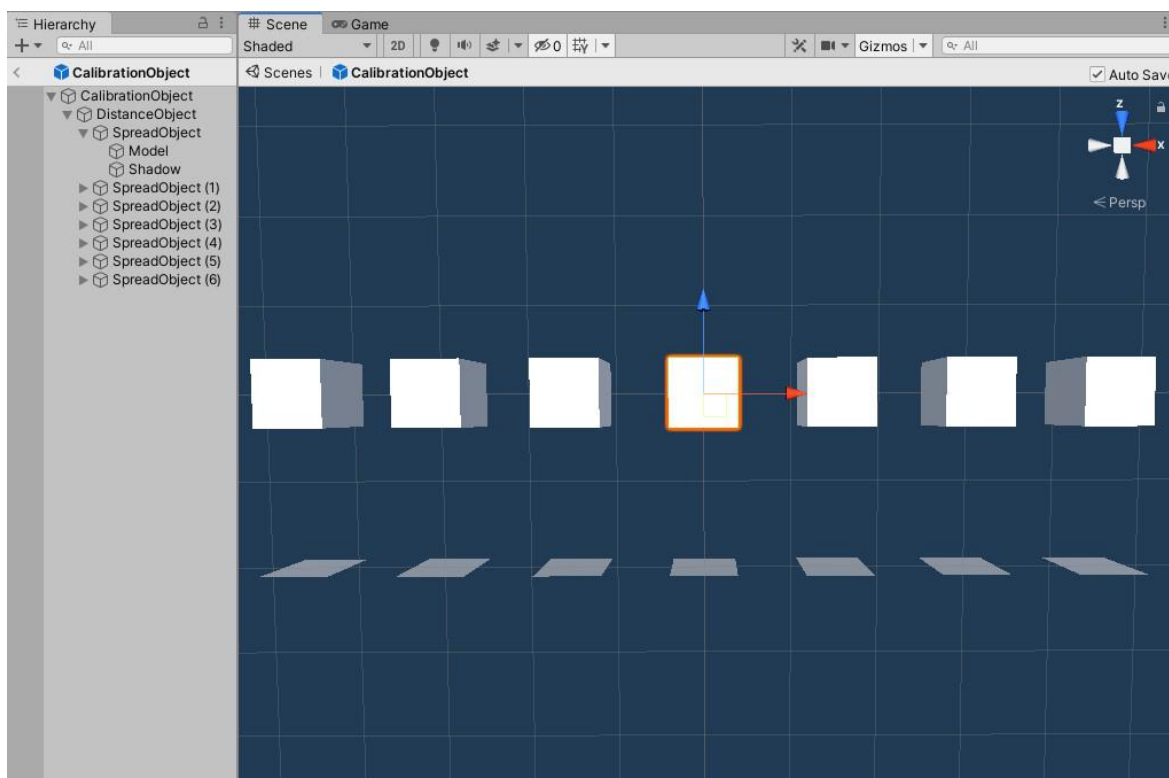 Hierarchy
All
CalibrationObject
CalibrationObject
DistanceObject
SpreadObject
Model
Shadow
SpreadObject (1)
SpreadObject (2)
SpreadObject (3)
SpreadObject (4)
SpreadObject (5)
SpreadObject (6)
Scene Game
Shaded 2D 0 Gizmos All
Scenes CalibrationObject Auto Save
z
x
Persp